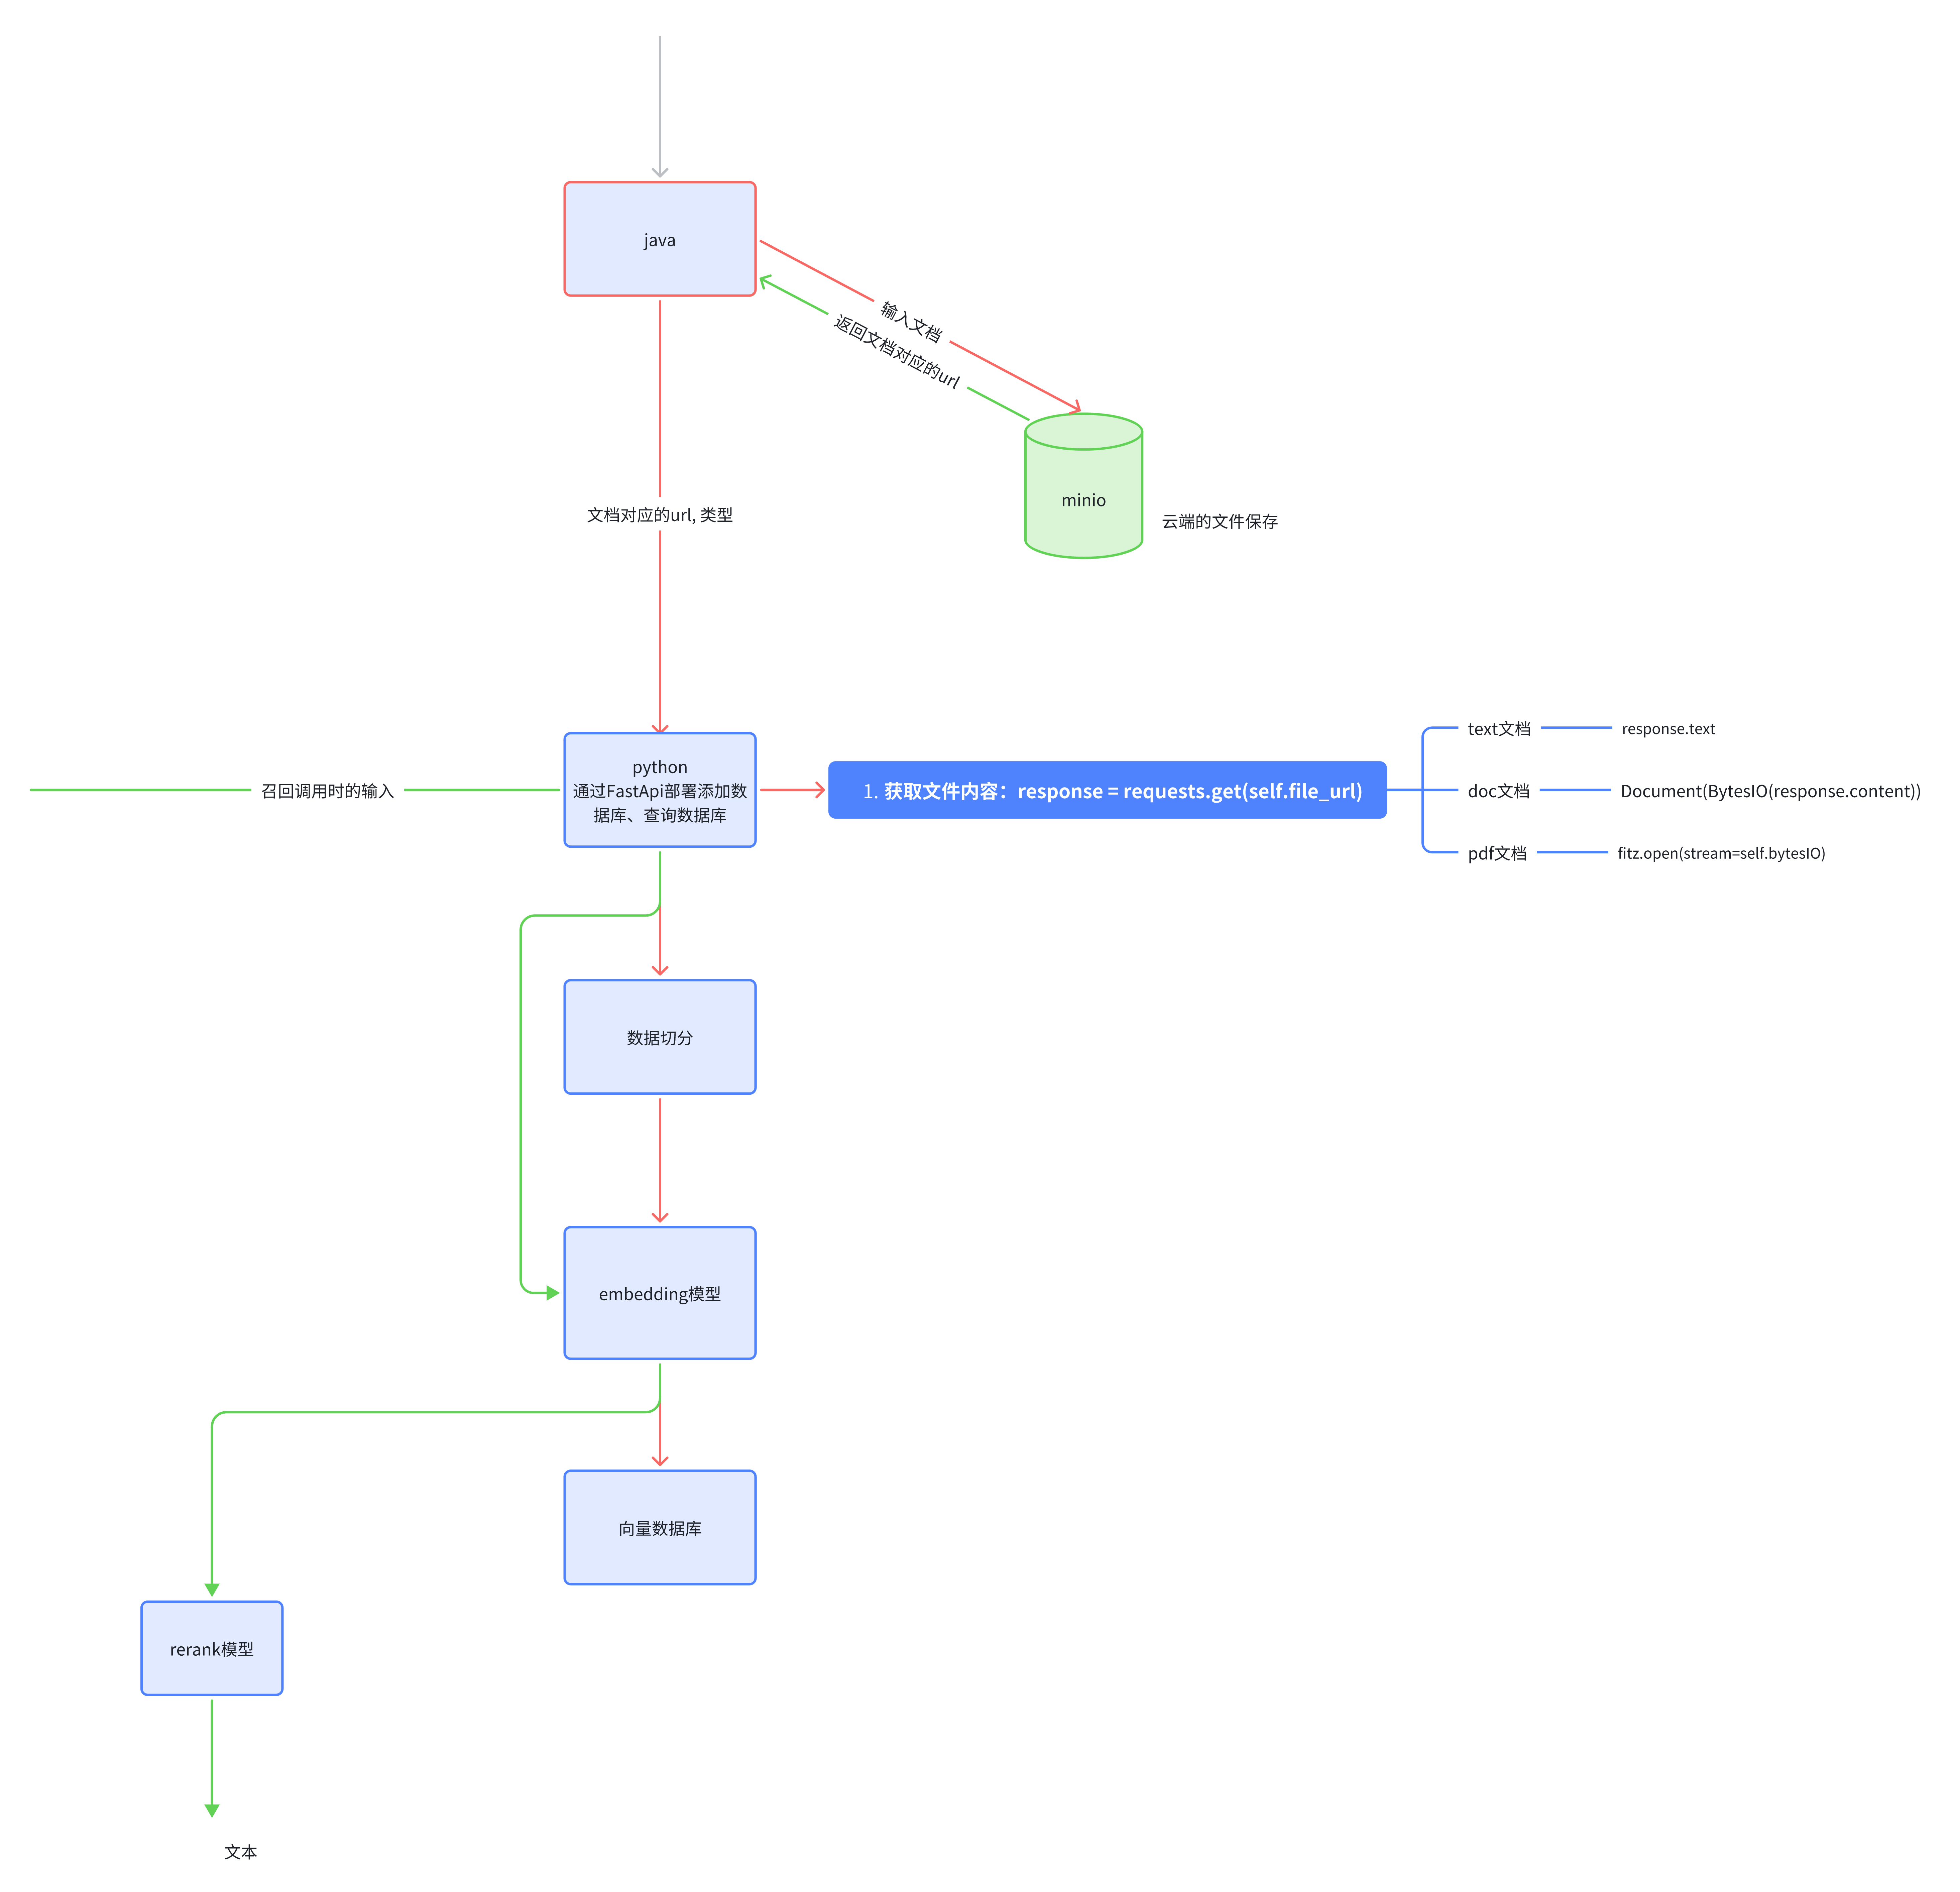 java
输入文档
返回文档对应的url
minio
云端的文件保存
文档对应的url, 类型
召回调用时的输入
python
通过FastApi部署添加数
据库、查询数据库
1. 获取文件内容：response = requests.get(self.file_url)
text文档
response.text
doc文档
Document(BytesIO(response.content))
pdf文档
fitz.open(stream=self.bytesIO)
数据切分
embedding模型
向量数据库
rerank模型
文本